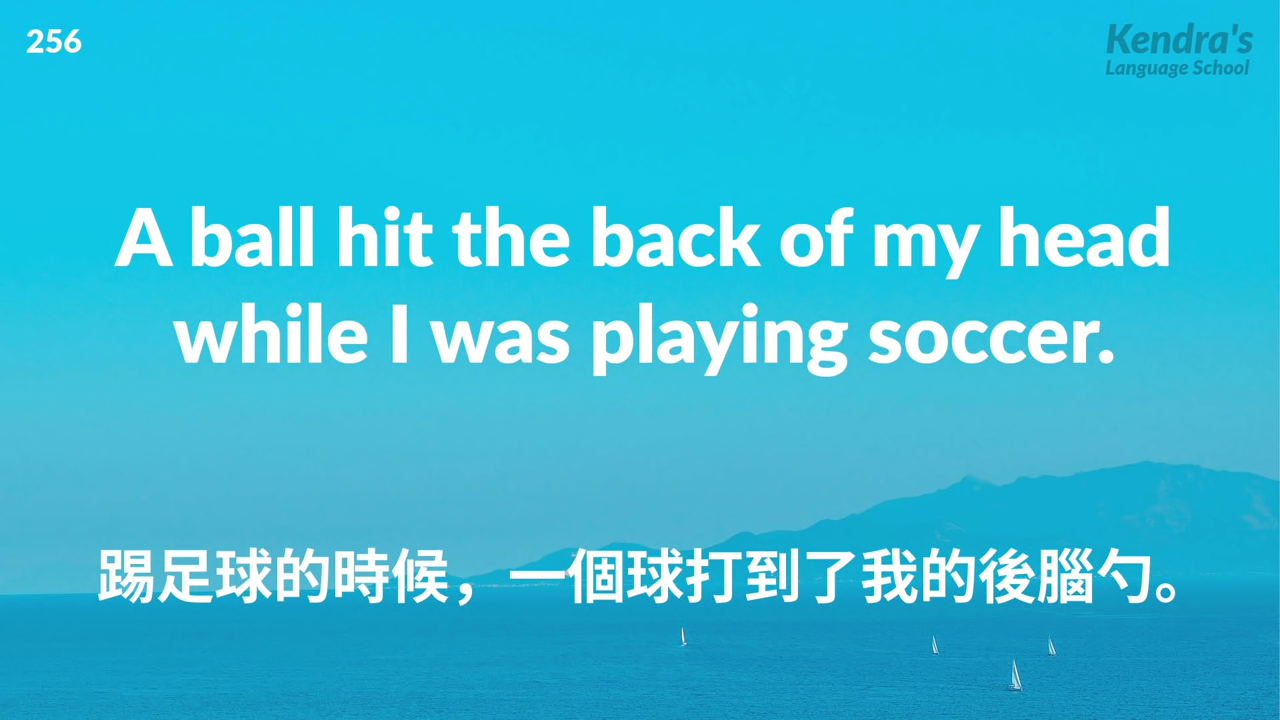 256
Kendra's
Language School
A ball hit the back of my head
while I was playing soccer.
踢足球的時候，一個球打到了我的後腦勺。